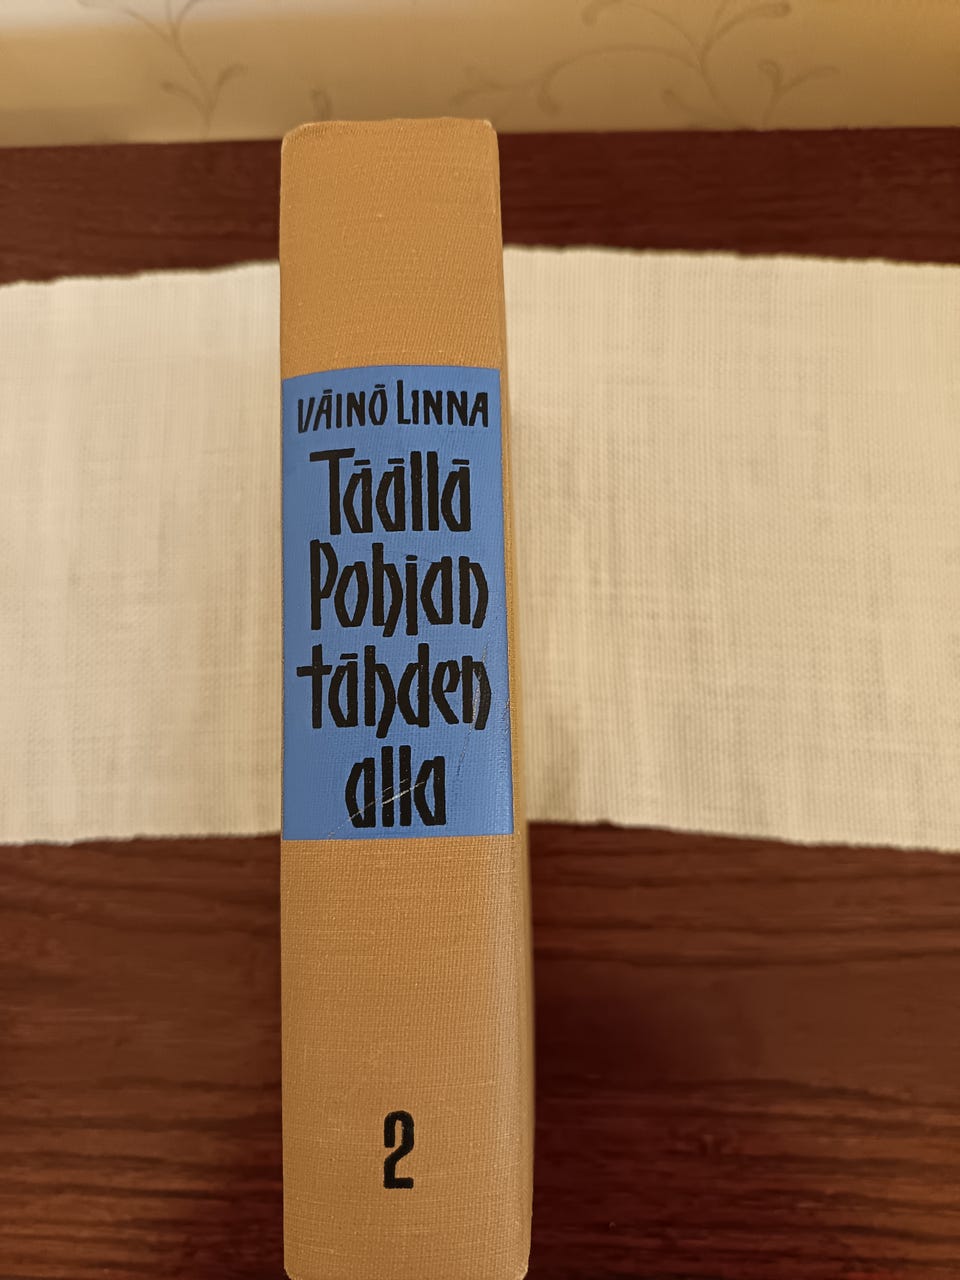 VÄINÖ LINNA
Täällä
Pohjan
tähden
alla
2